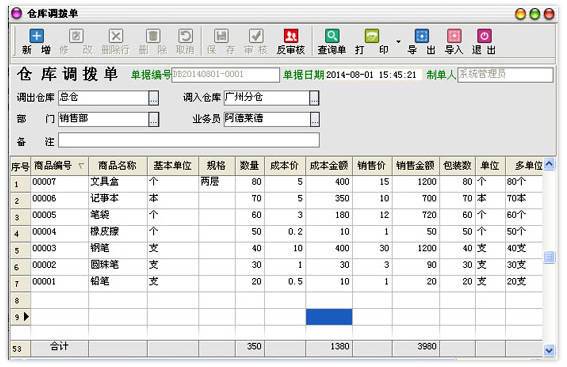 仓库调拨单
新 增 修 改 删除行 删 除 取消 保 存 审 核 反审核 查询单 打 印 导 出 导入 退 出
仓库调拨单 单据编号 DB20140801-0001 单据日期 2014-08-01 15:45:21 制单人 系统管理员
调出仓库 总仓 ... 调入仓库 广州分仓 ...
部 门 销售部 ... 业务员 阿德莱德 ...
备 注
序号 商品编号 商品名称 基本单位 规格 数量 成本价 成本金额 销售价 销售金额 包装数 单位 多单位
1 00007 文具盒 个 两层 80 5 400 15 1200 80 个 80个
2 00006 记事本 本 70 5 350 10 700 70 本 70本
3 00005 笔袋 个 60 3 180 12 720 60 个 60个
4 00004 橡皮擦 个 50 0.2 10 1 50 50 个 50个
5 00003 钢笔 支 40 10 400 30 1200 40 支 40支
6 00002 圆珠笔 支 30 1 30 3 90 30 支 30支
7 00001 铅笔 支 20 0.5 10 1 20 20 支 20支
8
9
53 合计 350 1380 3980